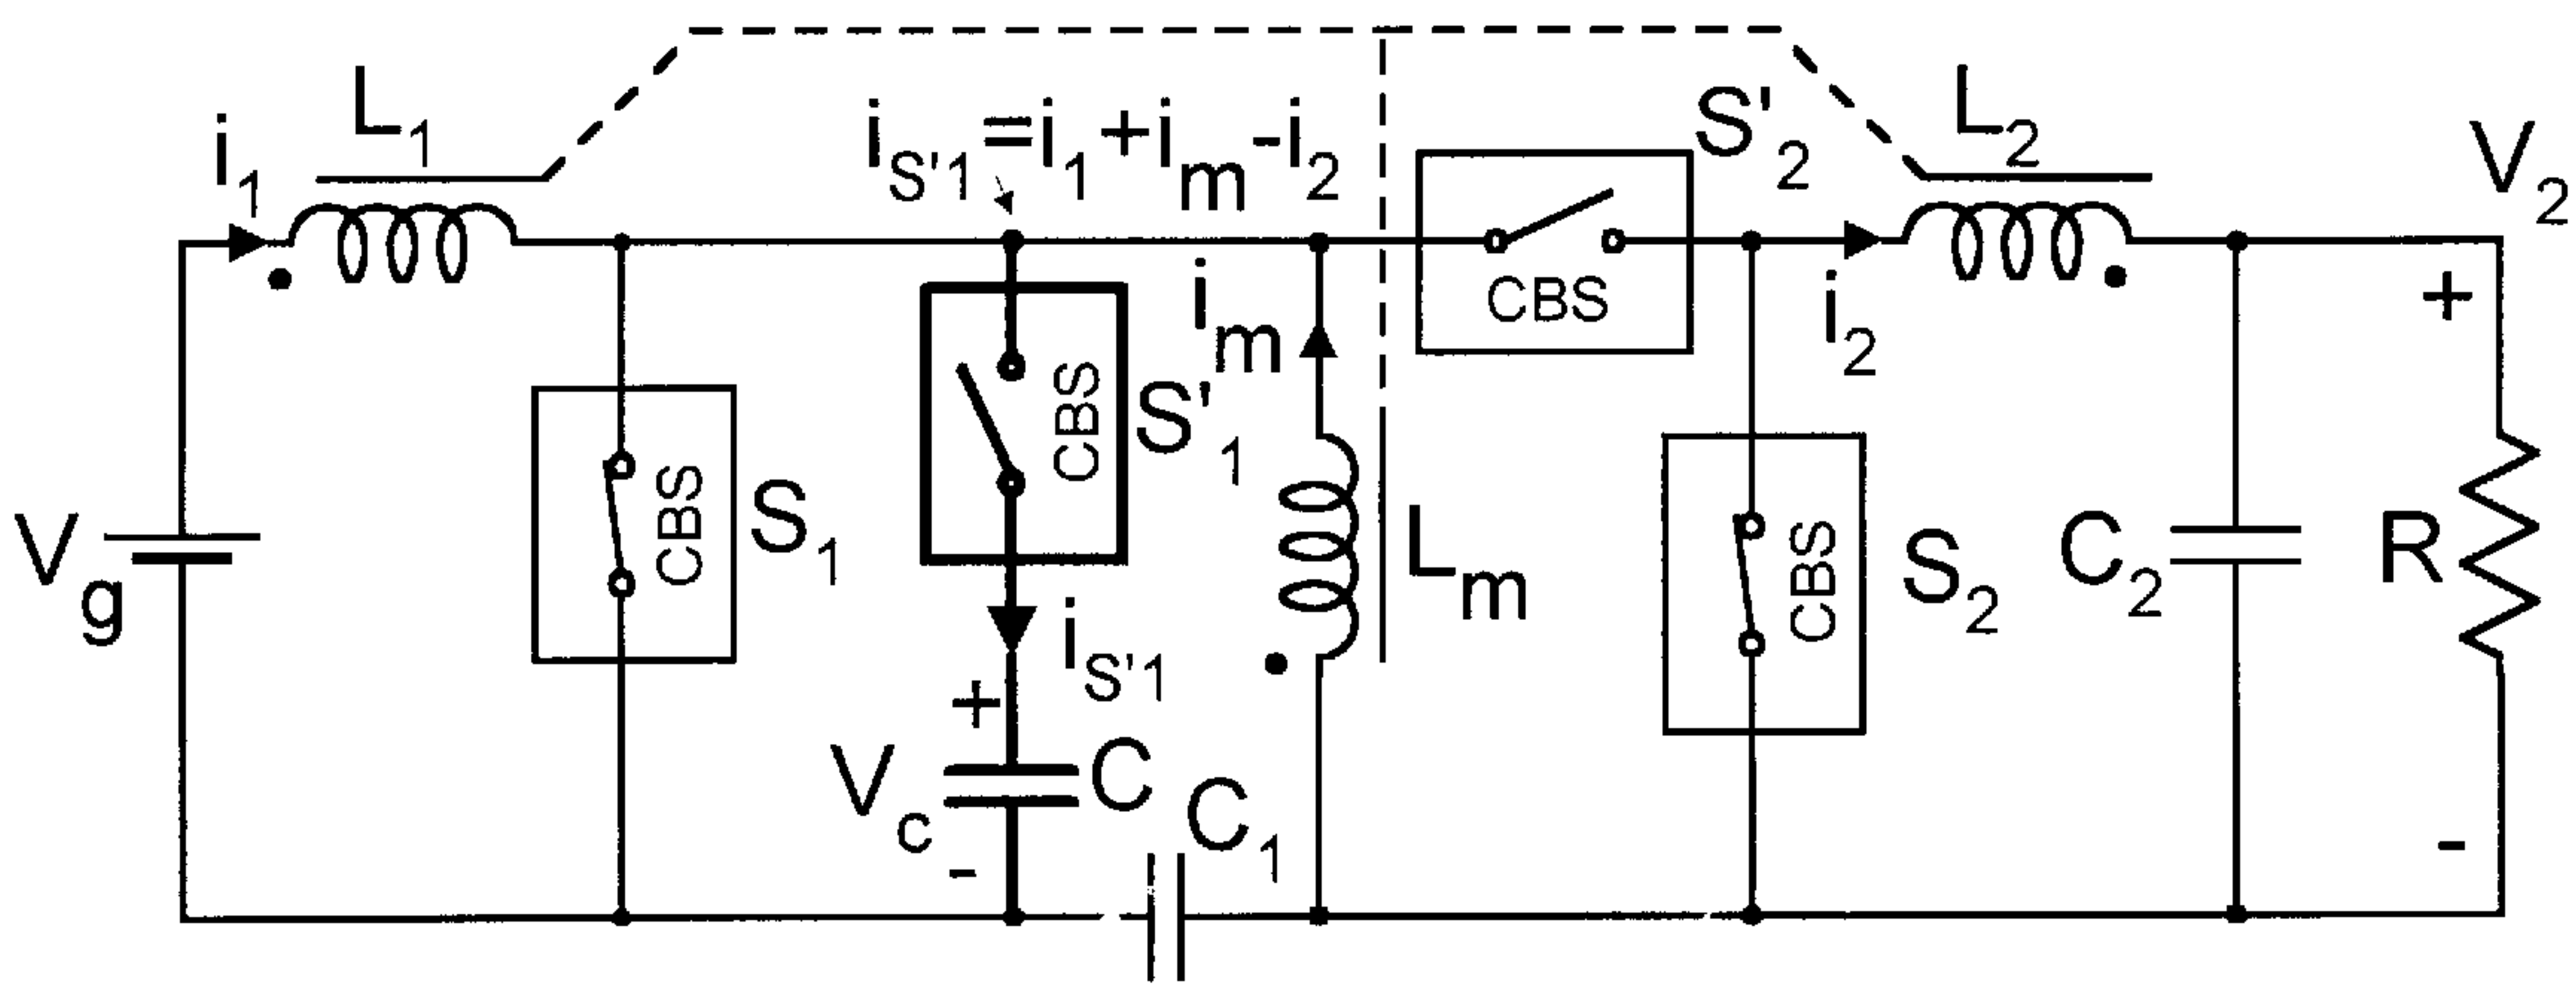 i1
L1
iS'1=i1+im-i2
S'2
L2
V2
CBS
im
i2
+
CBS
S'1
CBS
S1
Vg
iS'1
+
Vc
-
C
C1
Lm
CBS
S2
C2
R
-